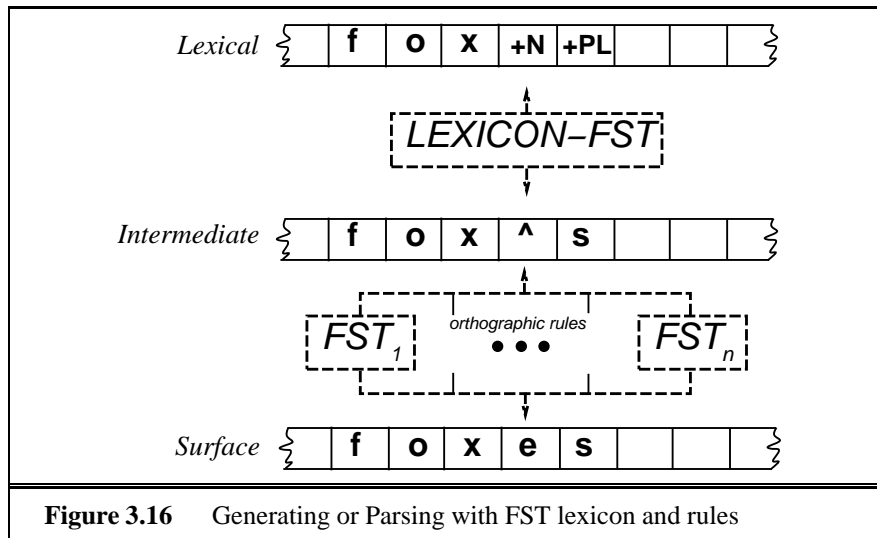 Lexical f o x +N +PL
LEXICON–FST
Intermediate f o x ^ s
orthographic rules
FST1 ••• FSTn
Surface f o x e s
Figure 3.16 Generating or Parsing with FST lexicon and rules